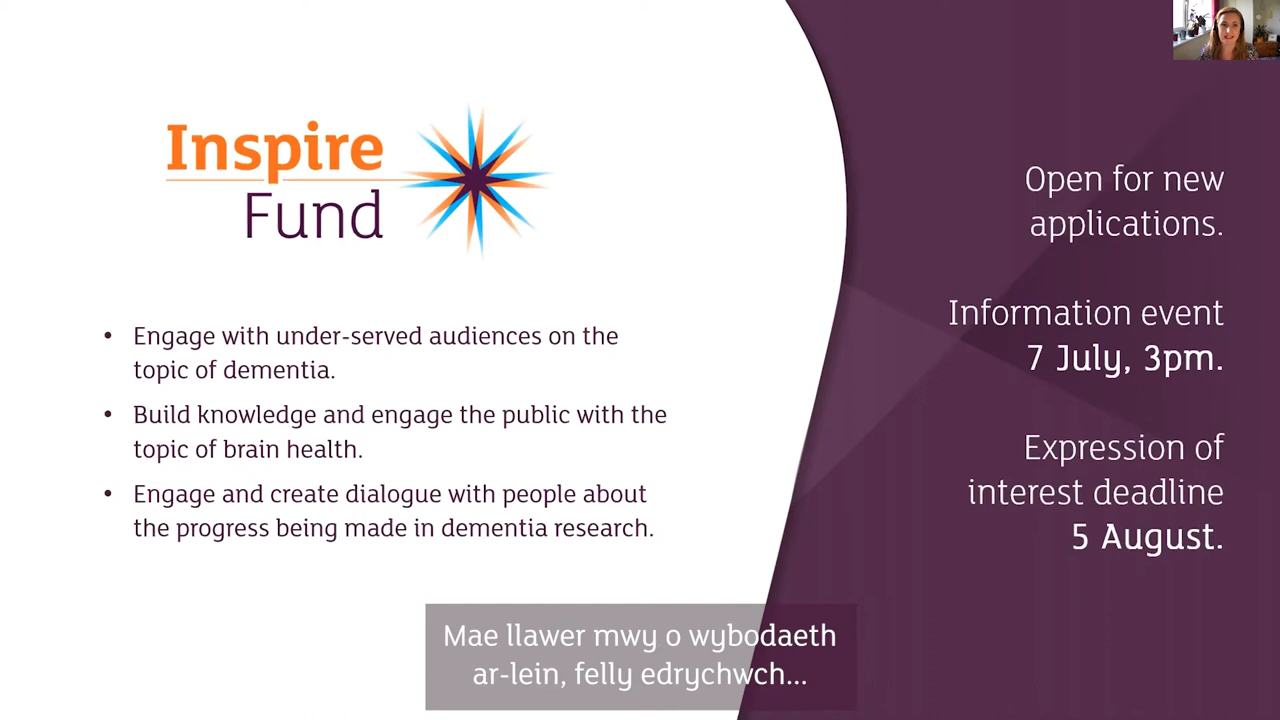 Inspire
Fund
• Engage with under-served audiences on the
topic of dementia.
• Build knowledge and engage the public with the
topic of brain health.
• Engage and create dialogue with people about
the progress being made in dementia research.
Open for new
applications.
Information event
7 July, 3pm.
Expression of
interest deadline
5 August.
Mae llawer mwy o wybodaeth
ar-lein, felly edrychwch...